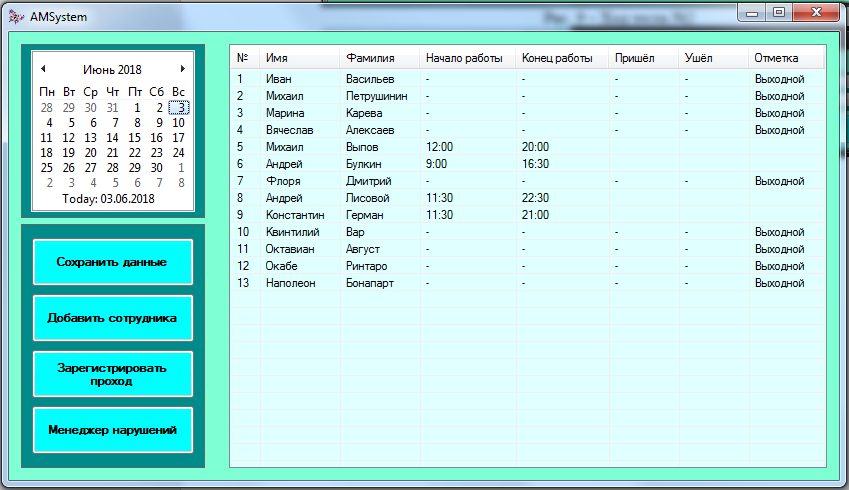 AMSystem
Июнь 2018
Пн Вт Ср Чт Пт Сб Вс
28 29 30 31 1 2 3
4 5 6 7 8 9 10
11 12 13 14 15 16 17
18 19 20 21 22 23 24
25 26 27 28 29 30 1
2 3 4 5 6 7 8
Today: 03.06.2018
Сохранить данные
Добавить сотрудника
Зарегистрировать
проход
Менеджер нарушений
№ Имя Фамилия Начало работы Конец работы Пришёл Ушёл Отметка
1 Иван Васильев - - - - Выходной
2 Михаил Петрушинин - - - - Выходной
3 Марина Карева - - - - Выходной
4 Вячеслав Алексаев - - - - Выходной
5 Михаил Выпов 12:00 20:00
6 Андрей Булкин 9:00 16:30
7 Флоря Дмитрий - - - - Выходной
8 Андрей Лисовой 11:30 22:30
9 Константин Герман 11:30 21:00
10 Квинтилий Вар - - - - Выходной
11 Октавиан Август - - - - Выходной
12 Окабе Ринтаро - - - - Выходной
13 Наполеон Бонапарт - - - - Выходной